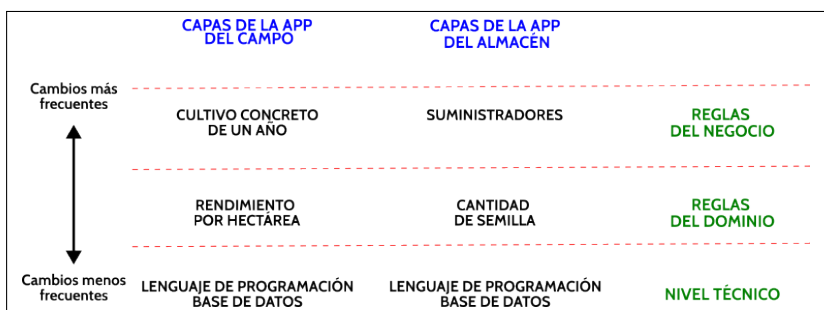 CAPAS DE LA APP
DEL CAMPO
CAPAS DE LA APP
DEL ALMACÉN
Cambios más
frecuentes
CULTIVO CONCRETO
DE UN AÑO
SUMINISTRADORES
REGLAS
DEL NEGOCIO
RENDIMIENTO
POR HECTÁREA
CANTIDAD
DE SEMILLA
REGLAS
DEL DOMINIO
Cambios menos
frecuentes
LENGUAJE DE PROGRAMACIÓN
BASE DE DATOS
LENGUAJE DE PROGRAMACIÓN
BASE DE DATOS
NIVEL TÉCNICO